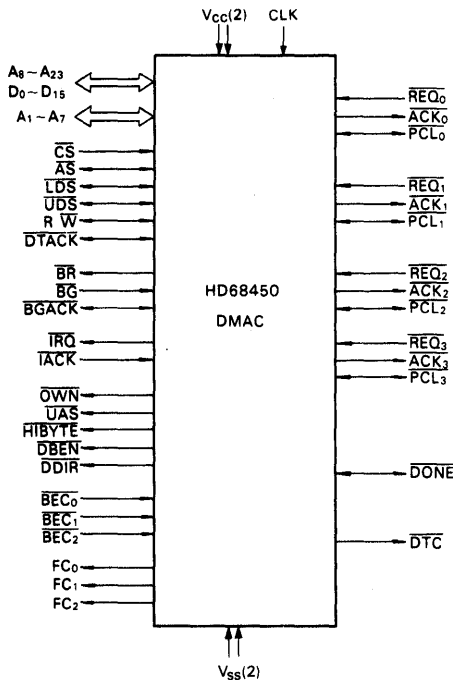 VCC(2) CLK
A8~A23
D0~D15
A1~A7
CS
AS
LDS
UDS
R W
DTACK
BR
BG
BGACK
IRQ
IACK
OWN
UAS
HIBYTE
DBEN
DDIR
BEC0
BEC1
BEC2
FC0
FC1
FC2
HD68450
DMAC
REQ0
ACK0
PCL0
REQ1
ACK1
PCL1
REQ2
ACK2
PCL2
REQ3
ACK3
PCL3
DONE
DTC
VSS(2)